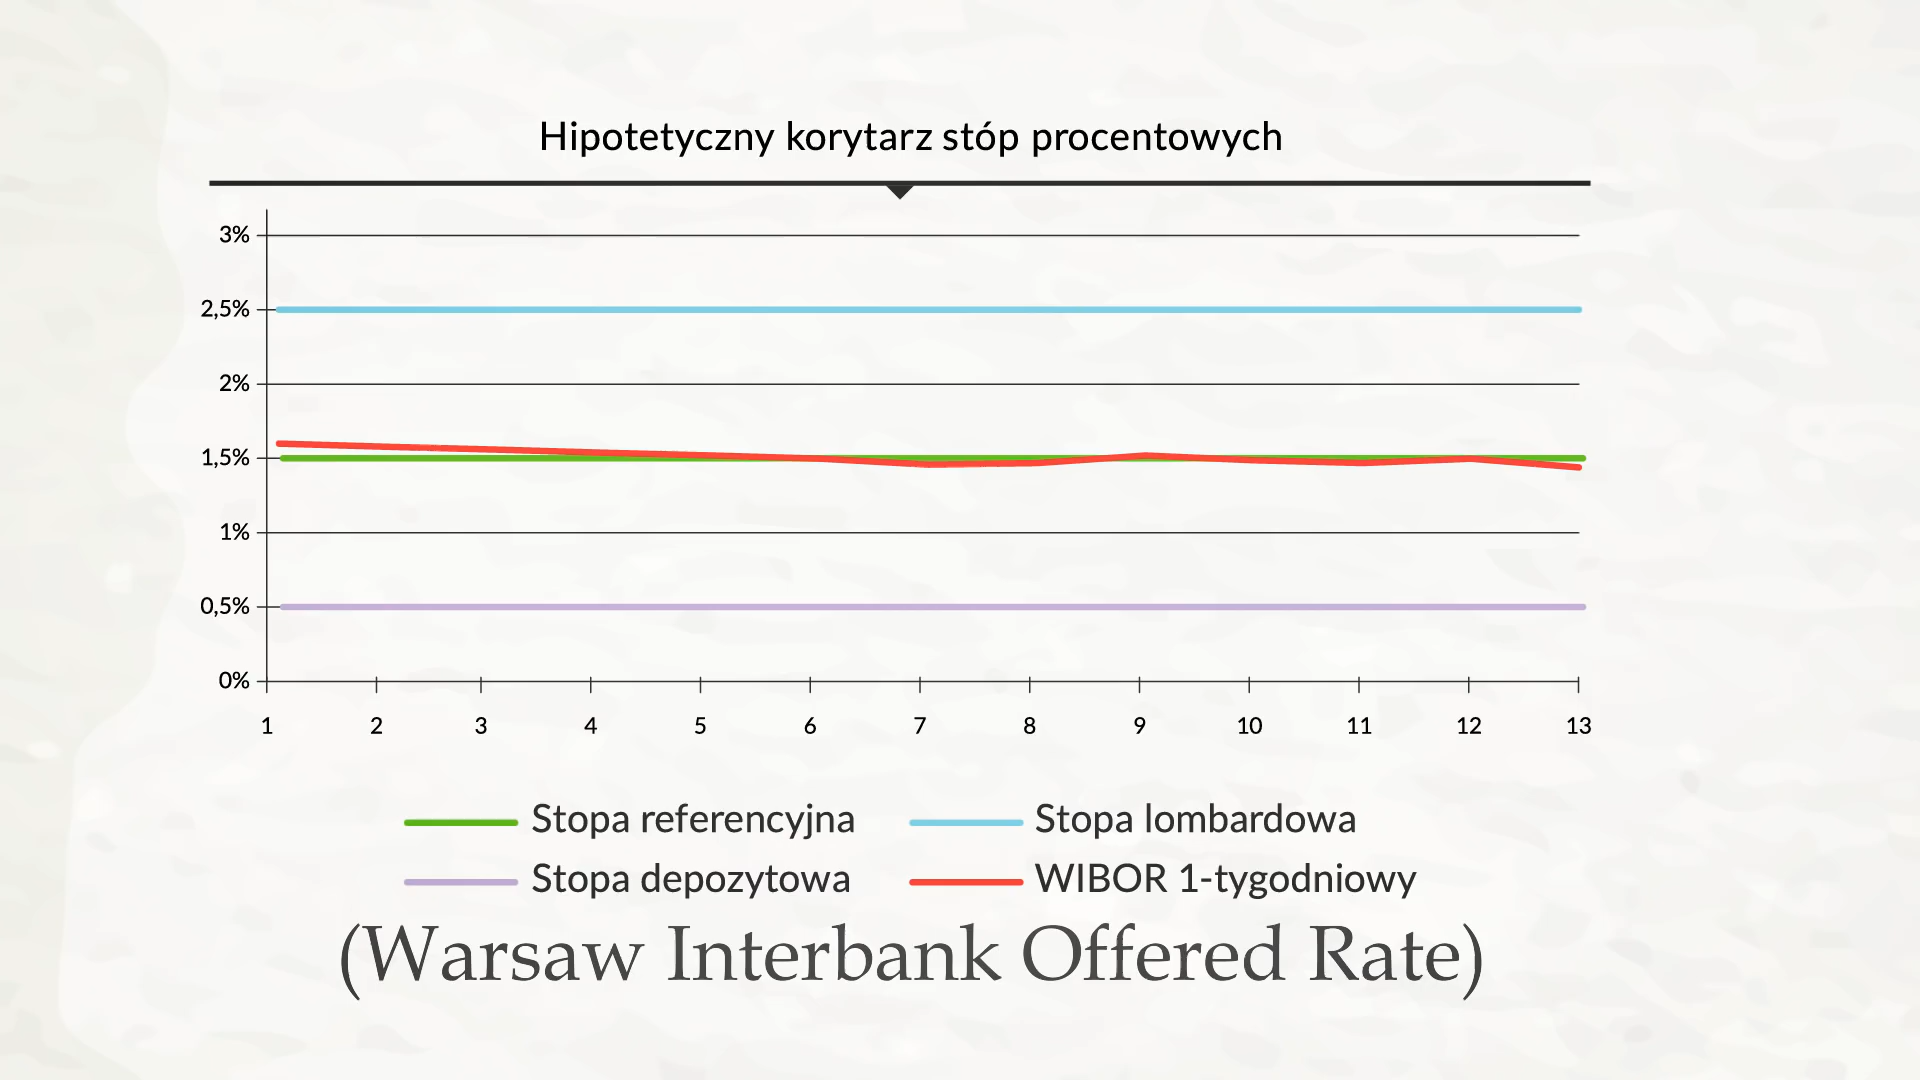 Hipotetyczny korytarz stóp procentowych
3%
2,5%
2%
1,5%
1%
0,5%
0%
1 2 3 4 5 6 7 8 9 10 11 12 13
Stopa referencyjna Stopa lombardowa
Stopa depozytowa WIBOR 1-tygodniowy
(Warsaw Interbank Offered Rate)